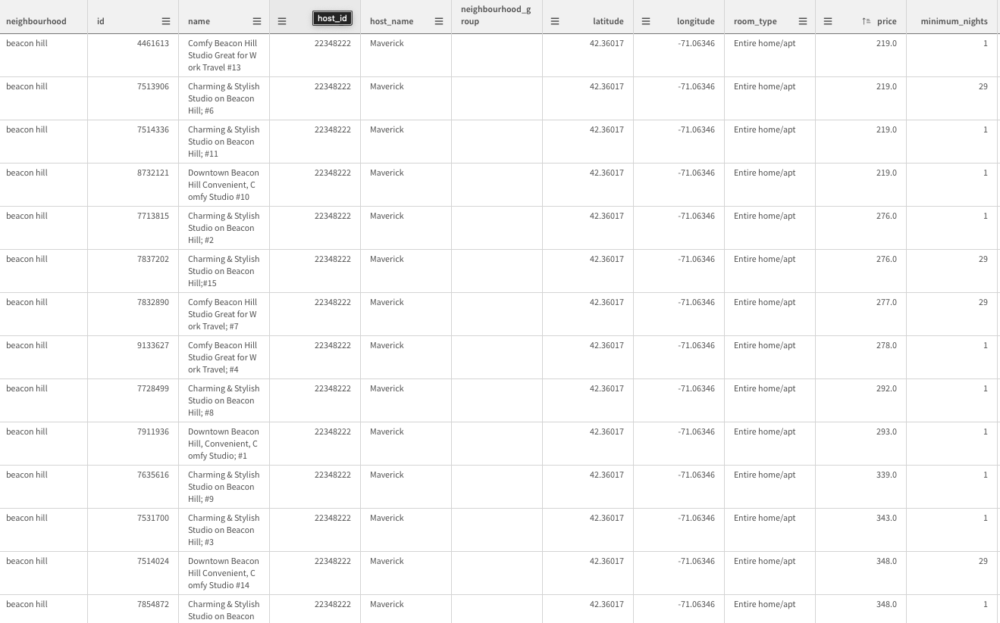 neighbourhood id name host_id host_name neighbourhood_g
roup latitude longitude room_type price minimum_nights
beacon hill 4461613 Comfy Beacon Hill 22348222 Maverick 42.36017 -71.06346 Entire home/apt 219.0 1
Studio Great for W
ork Travel #13
beacon hill 7513906 Charming & Stylish 22348222 Maverick 42.36017 -71.06346 Entire home/apt 219.0 29
Studio on Beacon
Hill; #6
beacon hill 7514336 Charming & Stylish 22348222 Maverick 42.36017 -71.06346 Entire home/apt 219.0 1
Studio on Beacon
Hill; #11
beacon hill 8732121 Downtown Beacon 22348222 Maverick 42.36017 -71.06346 Entire home/apt 219.0 1
Hill Convenient, C
omfy Studio #10
beacon hill 7713815 Charming & Stylish 22348222 Maverick 42.36017 -71.06346 Entire home/apt 276.0 1
Studio on Beacon
Hill; #2
beacon hill 7837202 Charming & Stylish 22348222 Maverick 42.36017 -71.06346 Entire home/apt 276.0 29
Studio on Beacon
Hill;#15
beacon hill 7832890 Comfy Beacon Hill 22348222 Maverick 42.36017 -71.06346 Entire home/apt 277.0 29
Studio Great for W
ork Travel; #7
beacon hill 9133627 Comfy Beacon Hill 22348222 Maverick 42.36017 -71.06346 Entire home/apt 278.0 1
Studio Great for W
ork Travel; #4
beacon hill 7728499 Charming & Stylish 22348222 Maverick 42.36017 -71.06346 Entire home/apt 292.0 1
Studio on Beacon
Hill; #8
beacon hill 7911936 Downtown Beacon 22348222 Maverick 42.36017 -71.06346 Entire home/apt 293.0 1
Hill, Convenient, C
omfy Studio; #1
beacon hill 7635616 Charming & Stylish 22348222 Maverick 42.36017 -71.06346 Entire home/apt 339.0 1
Studio on Beacon
Hill; #9
beacon hill 7531700 Charming & Stylish 22348222 Maverick 42.36017 -71.06346 Entire home/apt 343.0 1
Studio on Beacon
Hill; #3
beacon hill 7514024 Downtown Beacon 22348222 Maverick 42.36017 -71.06346 Entire home/apt 348.0 29
Hill Convenient, C
omfy Studio #14
beacon hill 7854872 Charming & Stylish 22348222 Maverick 42.36017 -71.06346 Entire home/apt 348.0 1
Studio on Beacon